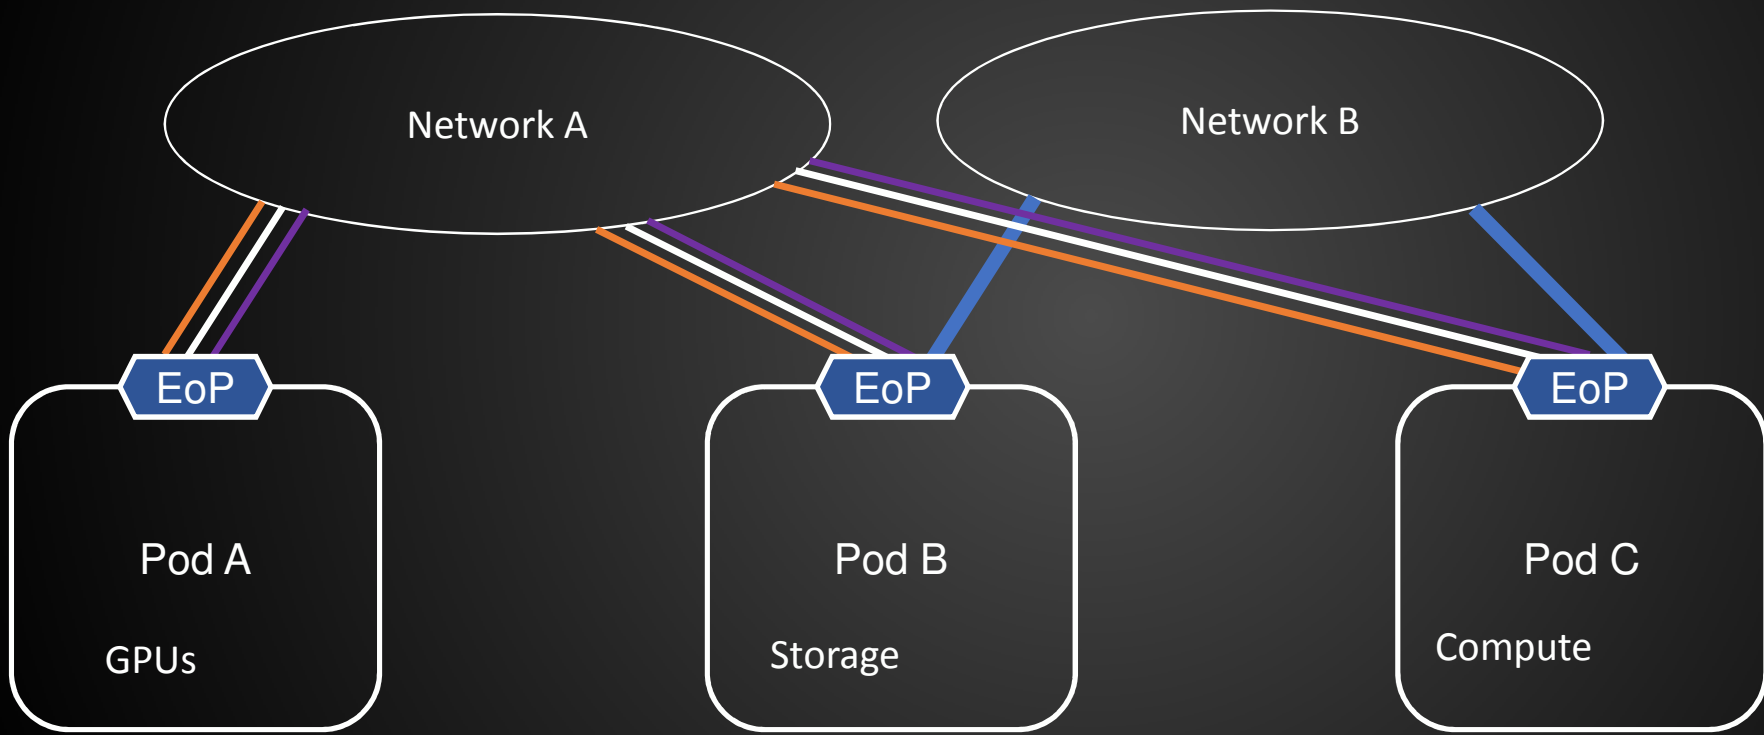 Network A
Network B
EoP
EoP
EoP
Pod A
Pod B
Pod C
GPUs
Storage
Compute